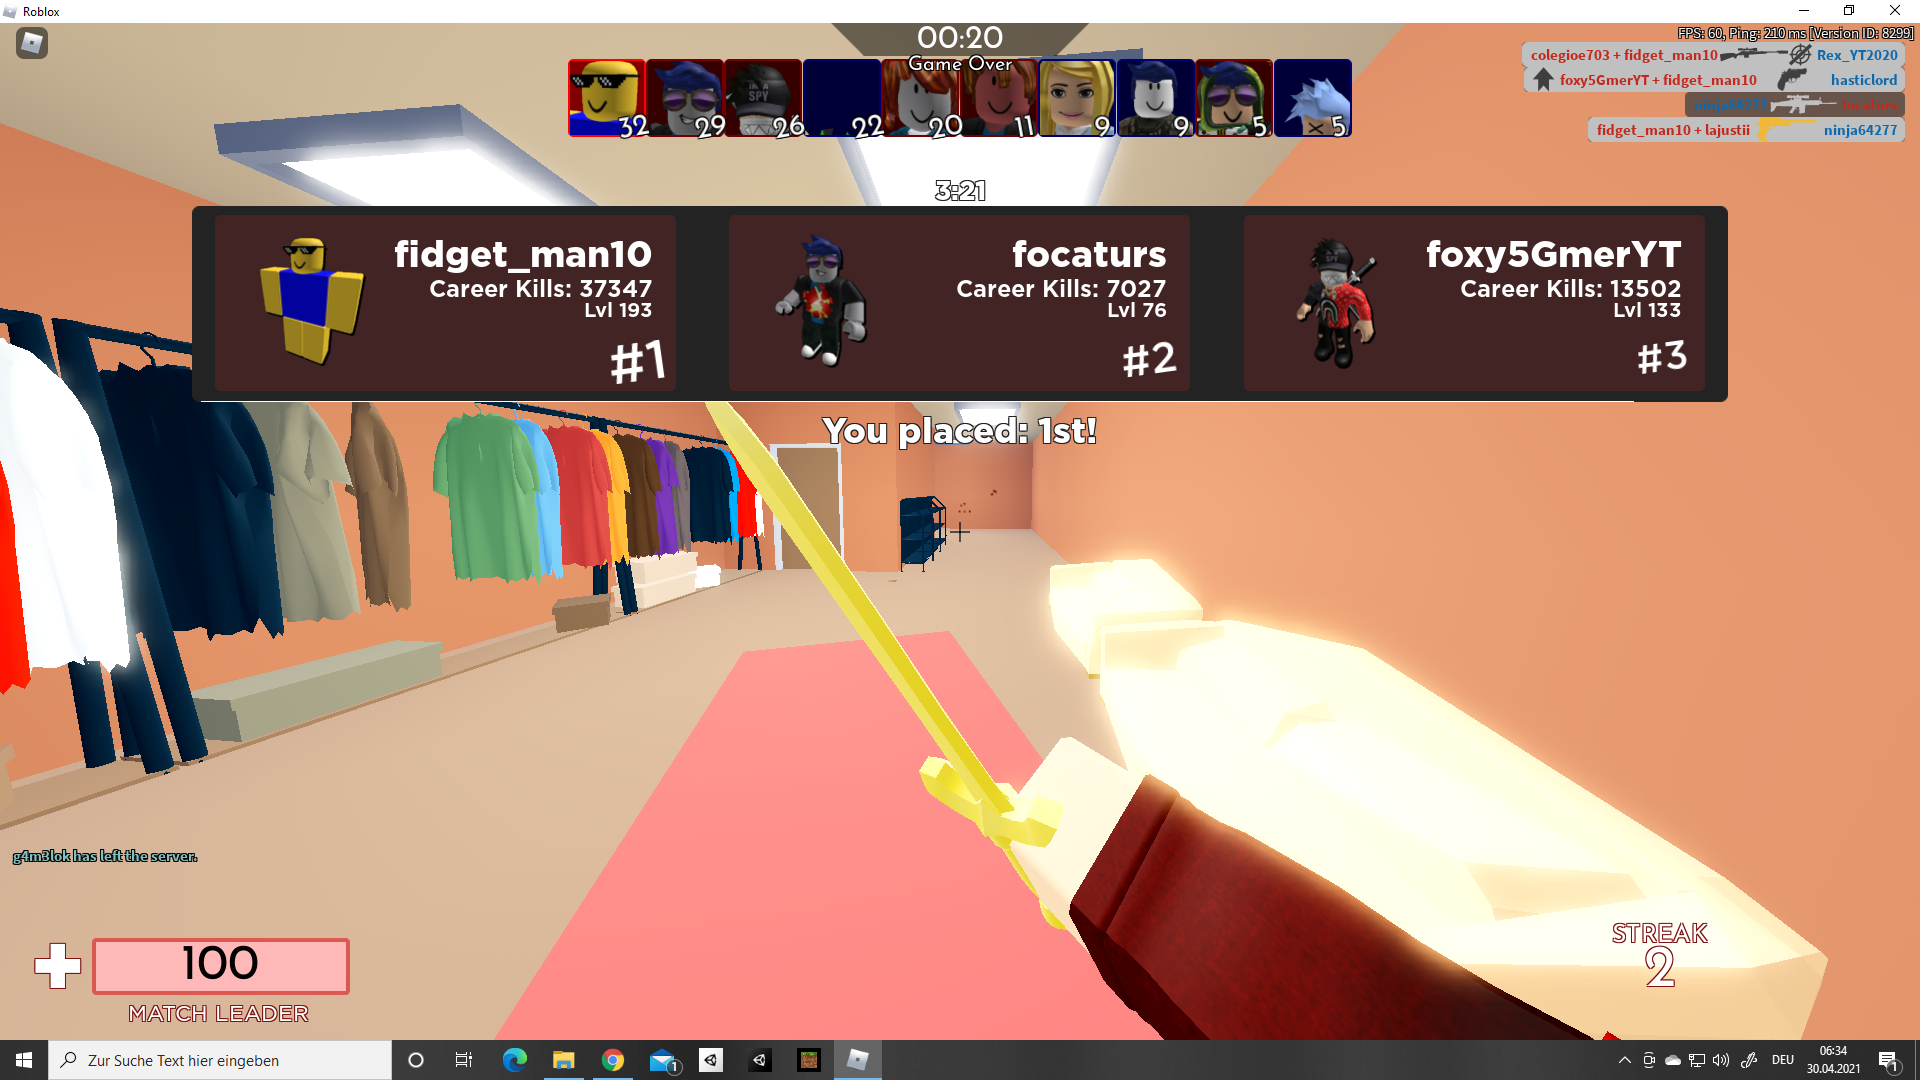 Roblox
00:20
Game Over
FPS: 60, Ping: 210 ms [Version ID: 8299]
colegioe703 + fidget_man10 Rex_YT2020
foxy5GmerYT + fidget_man10 hasticlord
ninja64277 focaturs
fidget_man10 + lajustii ninja64277
SPY
32 29 26 22 20 11 9 9 5 5
3:21
fidget_man10
Career Kills: 37347
Lvl 193
#1
focaturs
Career Kills: 7027
Lvl 76
#2
foxy5GmerYT
Career Kills: 13502
Lvl 133
#3
You placed: 1st!
g4m3lok has left the server.
100
MATCH LEADER
STREAK
2
Zur Suche Text hier eingeben
1
DEU
06:34
30.04.2021
1